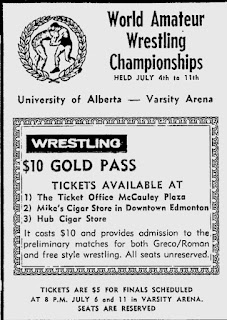 World Amateur
Wrestling
Championships
HELD JULY 4th to 11th
University of Alberta — Varsity Arena
WRESTLING
$10 GOLD PASS
TICKETS AVAILABLE AT
1) The Ticket Office McCauley Plaza
2) Mike's Cigar Store in Downtown Edmonton
3) Hub Cigar Store
It costs $10 and provides admission to the
preliminary matches for both Greco/Roman
and free style wrestling. All seats unreserved.
TICKETS ARE $5 FOR FINALS SCHEDULED
AT 8 P.M. JULY 6 and 11 IN VARSITY ARENA.
SEATS ARE RESERVED